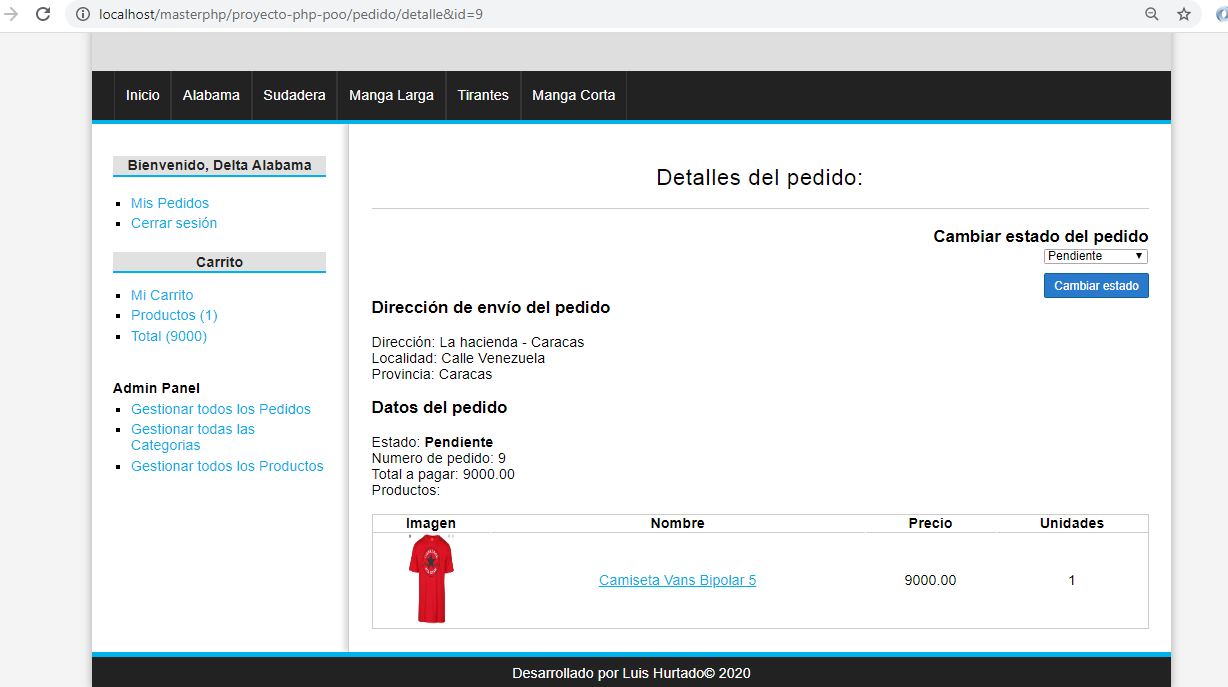 localhost/masterphp/proyecto-php-poo/pedido/detalle&id=9
Inicio Alabama Sudadera Manga Larga Tirantes Manga Corta
Bienvenido, Delta Alabama
Mis Pedidos
Cerrar sesión
Carrito
Mi Carrito
Productos (1)
Total (9000)
Admin Panel
Gestionar todos los Pedidos
Gestionar todas las
Categorias
Gestionar todos los Productos
Detalles del pedido:
Cambiar estado del pedido
Pendiente
Cambiar estado
Dirección de envío del pedido
Dirección: La hacienda - Caracas
Localidad: Calle Venezuela
Provincia: Caracas
Datos del pedido
Estado: Pendiente
Numero de pedido: 9
Total a pagar: 9000.00
Productos:
Imagen Nombre Precio Unidades
Camiseta Vans Bipolar 5 9000.00 1
Desarrollado por Luis Hurtado© 2020